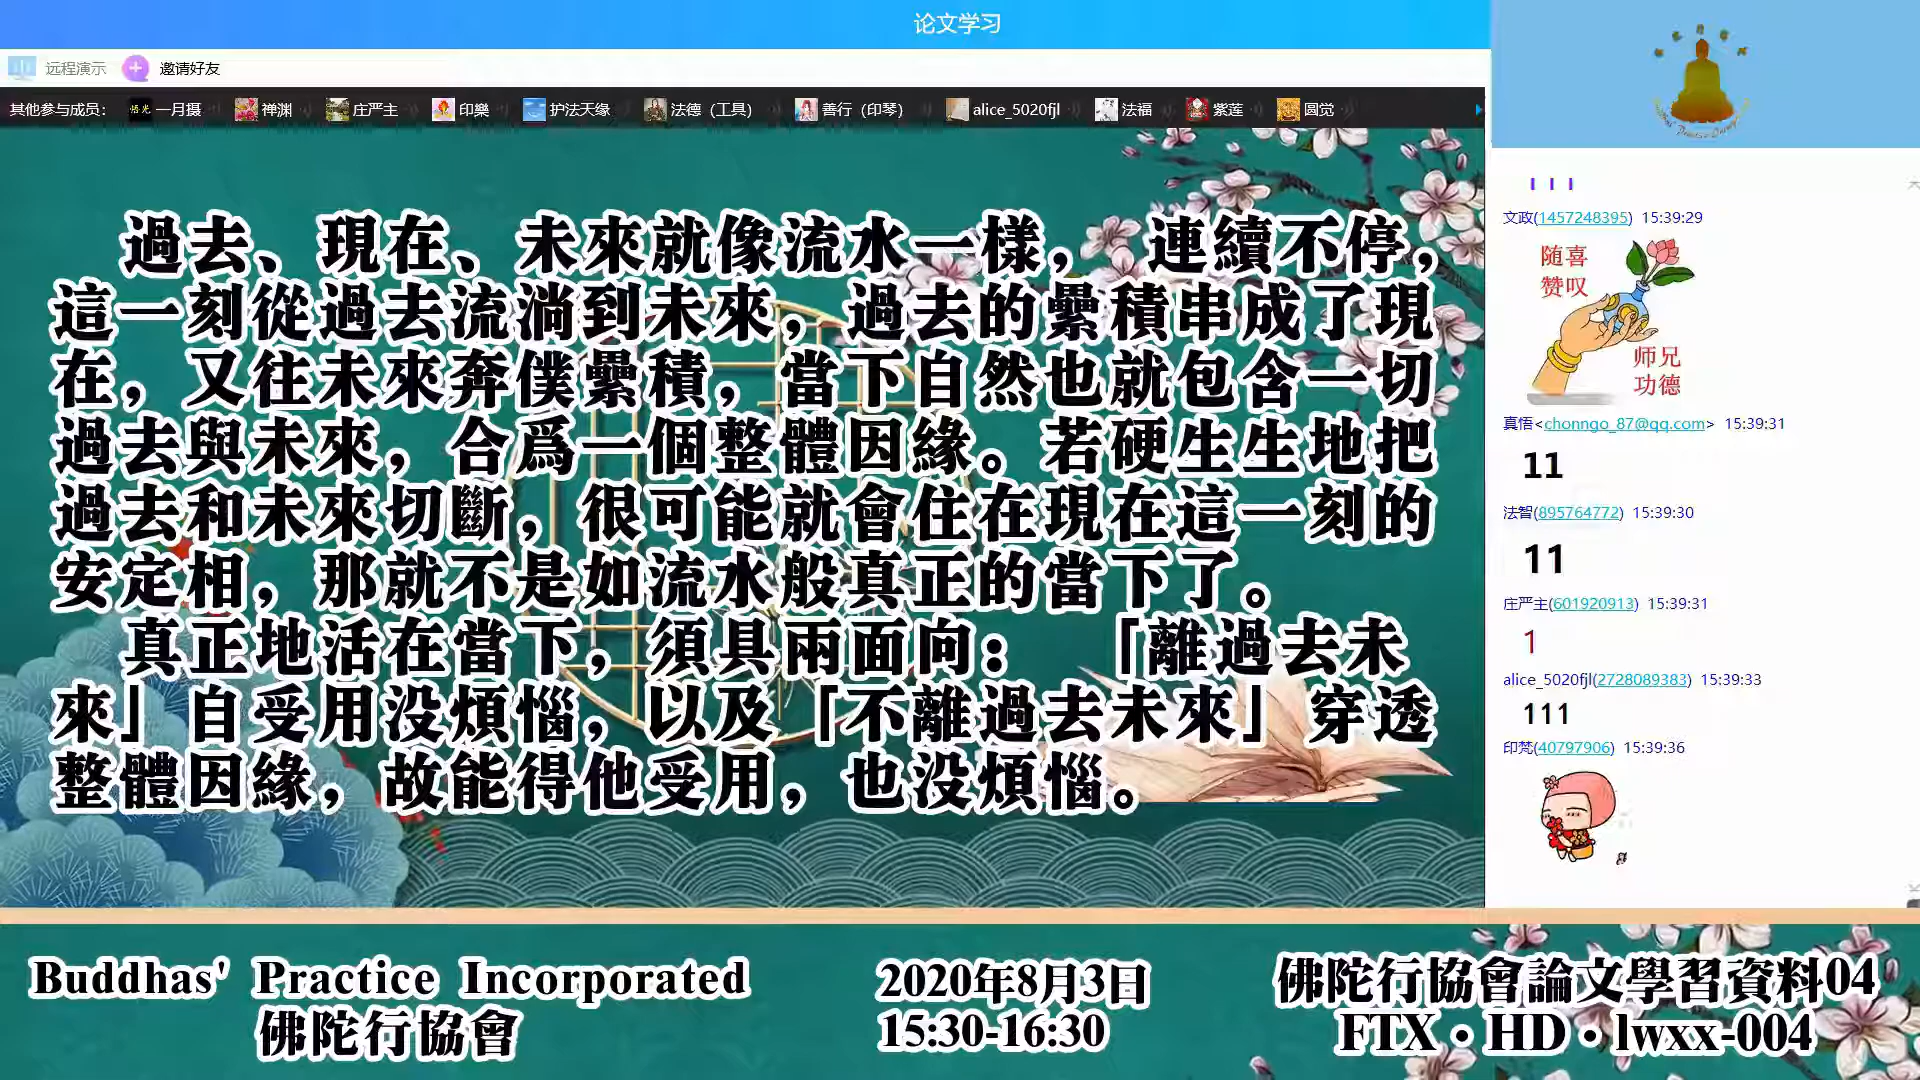 论文学习
远程演示 邀请好友
其他参与成员： 悟光 一月摄 禅渊 庄严主 印樂 护法天缘 法德（工具） 善行（印琴） alice_5020fjl 法福 紫莲 圆觉
過去、現在、未來就像流水一樣， 連續不停，
這一刻從過去流淌到未來，過去的纍積串成了現
在，又往未來奔僕纍積，當下自然也就包含一切
過去與未來，合爲一個整體因緣。若硬生生地把
過去和未來切斷，很可能就會住在現在這一刻的
安定相，那就不是如流水般真正的當下了。
真正地活在當下，須具兩面向： 「離過去未
來」自受用没煩惱，以及「不離過去未來」穿透
整體因緣，故能得他受用，也没煩惱。
文政(1457248395) 15:39:29
随喜
赞叹
师兄
功德
真悟<chonngo_87@qq.com> 15:39:31
11
法智(895764772) 15:39:30
11
庄严主(601920913) 15:39:31
1
alice_5020fjl(2728089383) 15:39:33
111
印梵(40797906) 15:39:36
Buddhas' Practice Incorporated
佛陀行協會
2020年8月3日
15:30-16:30
佛陀行協會論文學習資料04
FTX·HD·lwxx-004